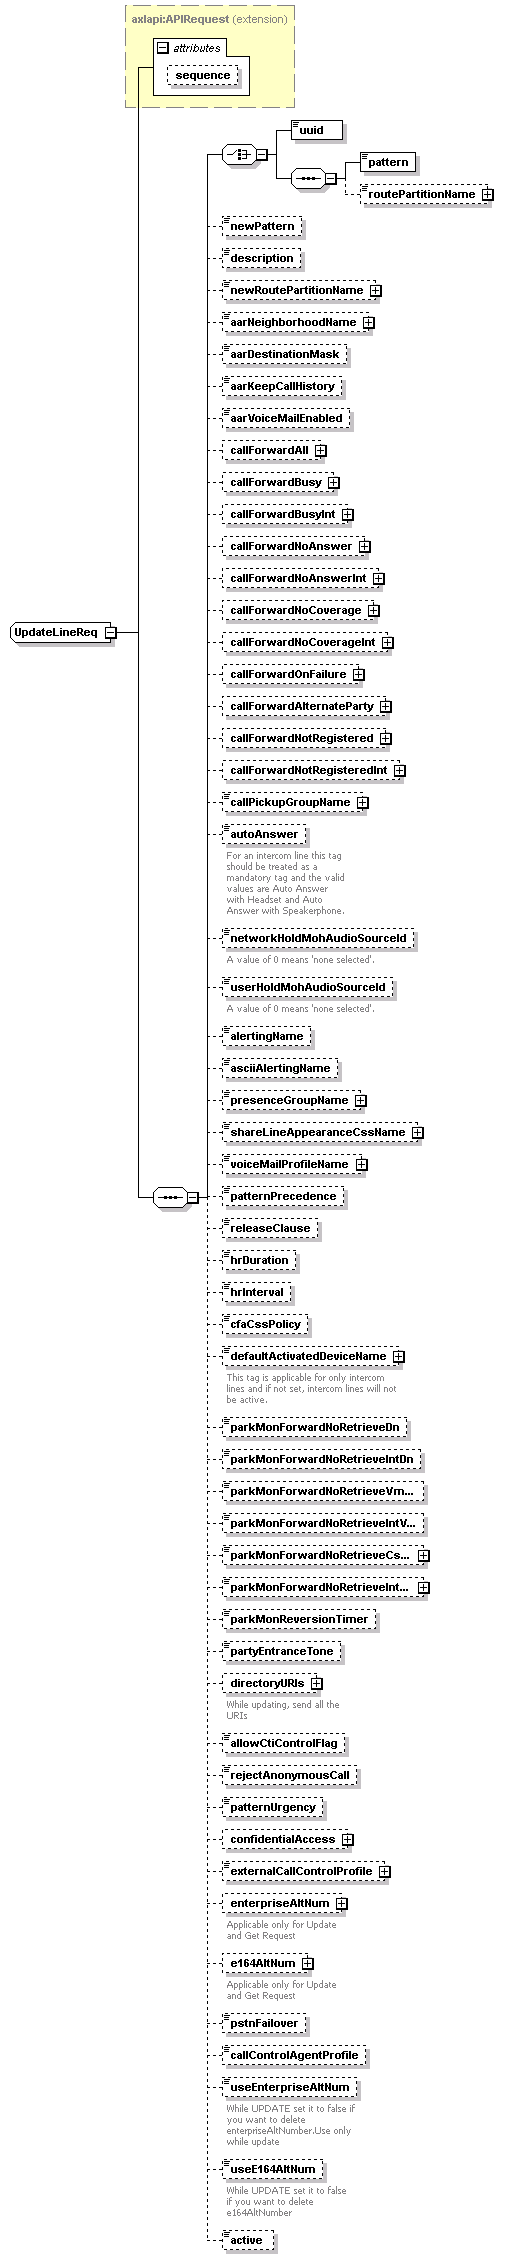 axlapi:APIRequest (extension)
attributes
sequence
uuid
pattern
routePartitionName
newPattern
description
newRoutePartitionName
aarNeighborhoodName
aarDestinationMask
aarKeepCallHistory
aarVoiceMailEnabled
callForwardAll
callForwardBusy
callForwardBusyInt
callForwardNoAnswer
callForwardNoAnswerInt
callForwardNoCoverage
UpdateLineReq
callForwardNoCoverageInt
callForwardOnFailure
callForwardAlternateParty
callForwardNotRegistered
callForwardNotRegisteredInt
callPickupGroupName
autoAnswer
For an intercom line this tag
should be treated as a
mandatory tag and the valid
values are Auto Answer
with Headset and Auto
Answer with Speakerphone.
networkHoldMohAudioSourceId
A value of 0 means 'none selected'.
userHoldMohAudioSourceId
A value of 0 means 'none selected'.
alertingName
asciiAlertingName
presenceGroupName
shareLineAppearanceCssName
voiceMailProfileName
patternPrecedence
releaseClause
hrDuration
hrInterval
cfaCssPolicy
defaultActivatedDeviceName
This tag is applicable for only intercom
lines and if not set, intercom lines will not
be active.
parkMonForwardNoRetrieveDn
parkMonForwardNoRetrieveIntDn
parkMonForwardNoRetrieveVm...
parkMonForwardNoRetrieveIntV...
parkMonForwardNoRetrieveCs...
parkMonForwardNoRetrieveInt...
parkMonReversionTimer
partyEntranceTone
directoryURIs
While updating, send all the
URIs
allowCtiControlFlag
rejectAnonymousCall
patternUrgency
confidentialAccess
externalCallControlProfile
enterpriseAltNum
Applicable only for Update
and Get Request
e164AltNum
Applicable only for Update
and Get Request
pstnFailover
callControlAgentProfile
useEnterpriseAltNum
While UPDATE set it to false if
you want to delete
enterpriseAltNumber.Use only
while update
useE164AltNum
While UPDATE set it to false
if you want to delete
e164AltNumber
active